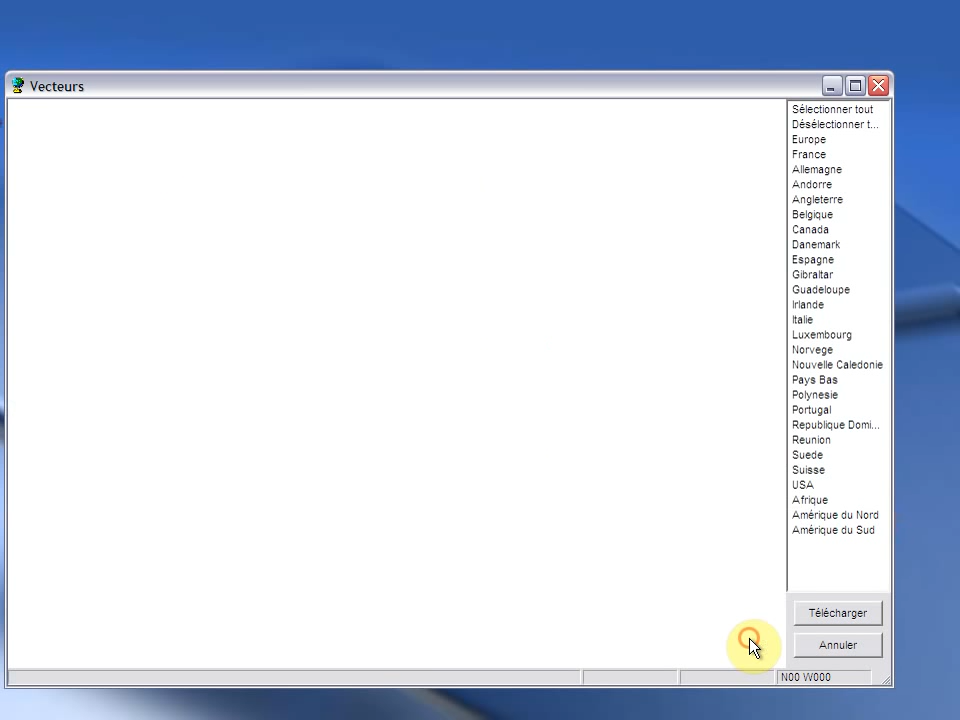 Vecteurs
Sélectionner tout
Désélectionner t...
Europe
France
Allemagne
Andorre
Angleterre
Belgique
Canada
Danemark
Espagne
Gibraltar
Guadeloupe
Irlande
Italie
Luxembourg
Norvege
Nouvelle Caledonie
Pays Bas
Polynesie
Portugal
Republique Domi...
Reunion
Suede
Suisse
USA
Afrique
Amérique du Nord
Amérique du Sud
Télécharger
Annuler
N00 W000